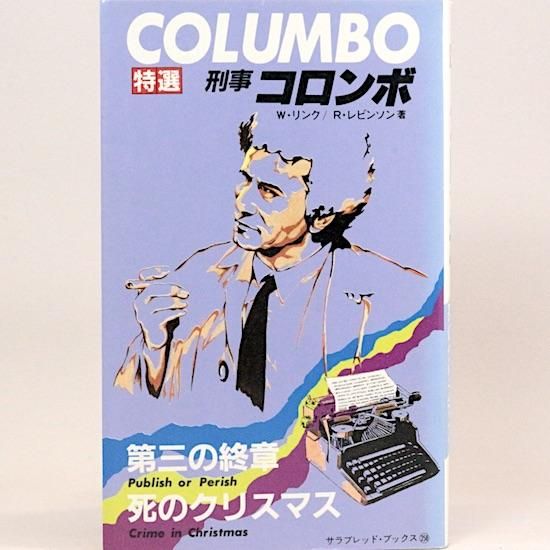 COLUMBO
特選 刑事 コロンボ
W・リンク/R・レビンソン著
第三の終章
Publish or Perish
死のクリスマス
Crime in Christmas
サラブレッド・ブックス 250